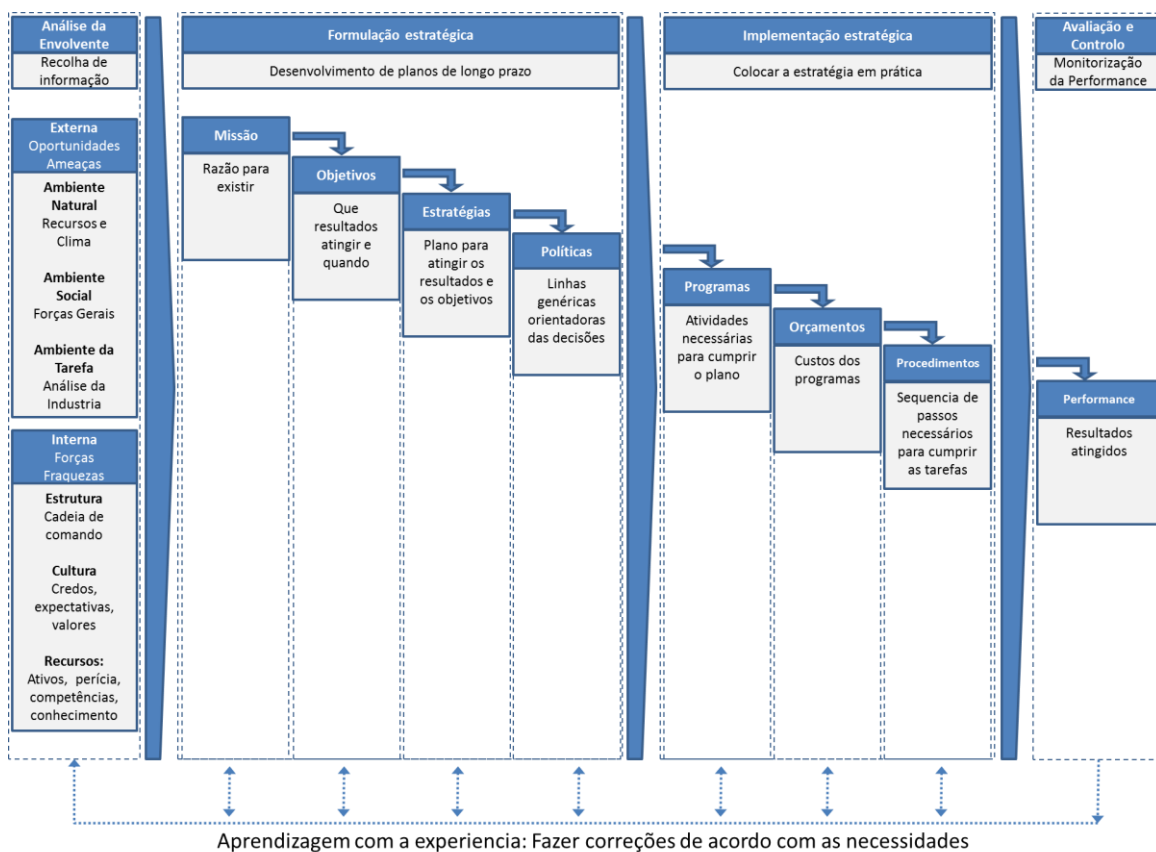 Análise da
Envolvente
Recolha de
informação
Formulação estratégica
Desenvolvimento de planos de longo prazo
Implementação estratégica
Colocar a estratégia em prática
Avaliação e
Controlo
Monitorização
da Performance
Externa
Oportunidades
Ameaças
Ambiente
Natural
Recursos e
Clima
Ambiente
Social
Forças Gerais
Ambiente da
Tarefa
Análise da
Industria
Interna
Forças
Fraquezas
Estrutura
Cadeia de
comando
Cultura
Credos,
expectativas,
valores
Recursos:
Ativos, perícia,
competências,
conhecimento
Missão
Razão para
existir
Objetivos
Que
resultados
atingir e
quando
Estratégias
Plano para
atingir os
resultados e
os objetivos
Políticas
Linhas
genéricas
orientadoras
das decisões
Programas
Atividades
necessárias
para cumprir
o plano
Orçamentos
Custos dos
programas
Procedimentos
Sequencia de
passos
necessários
para cumprir
as tarefas
Performance
Resultados
atingidos
Aprendizagem com a experiencia: Fazer correções de acordo com as necessidades